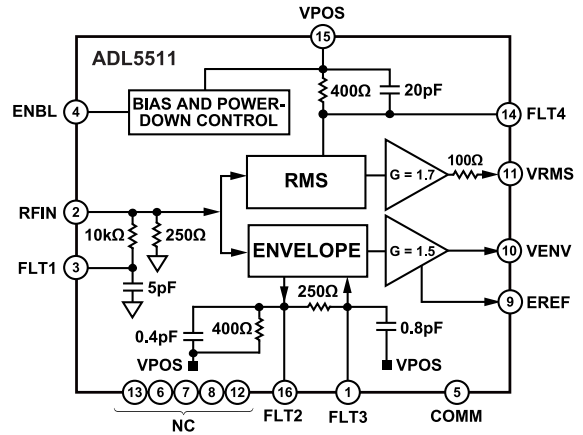 VPOS
15
ADL5511
ENBL
4
BIAS AND POWER-
DOWN CONTROL
400Ω
20pF
14
FLT4
RMS
G = 1.7
100Ω
11
VRMS
RFIN
2
10kΩ
250Ω
ENVELOPE
G = 1.5
10
VENV
FLT1
3
5pF
250Ω
9
EREF
0.4pF
400Ω
0.8pF
VPOS
VPOS
13
6
7
8
12
16
1
5
NC
FLT2
FLT3
COMM